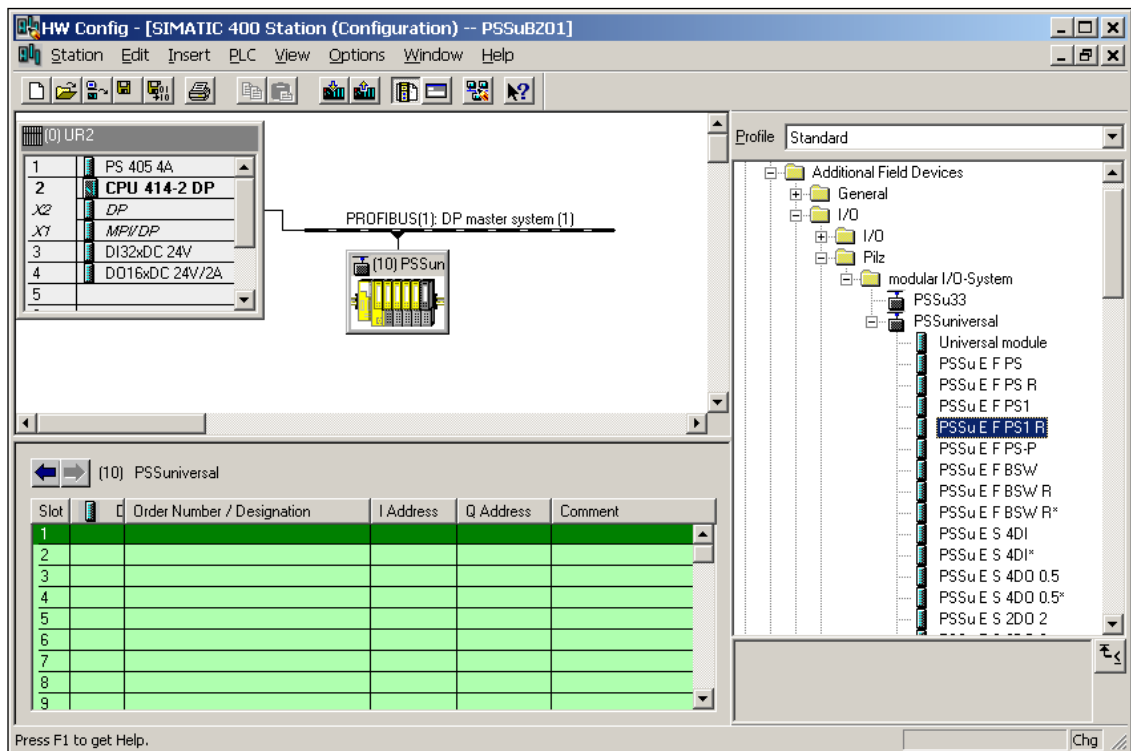 HW Config - [SIMATIC 400 Station (Configuration) -- PSSuBZ01]
Station Edit Insert PLC View Options Window Help
(0) UR2
1 PS 405 4A
2 CPU 414-2 DP
X2 DP
X1 MPI/DP
3 DI32xDC 24V
4 DO16xDC 24V/2A
5
PROFIBUS(1): DP master system (1)
(10) PSSun
Profile Standard
Additional Field Devices
General
I/O
I/O
Pilz
modular I/O-System
PSSu33
PSSuniversal
Universal module
PSSu E F PS
PSSu E F PS R
PSSu E F PS1
PSSu E F PS1 R
PSSu E F PS-P
PSSu E F BSW
PSSu E F BSW R
PSSu E F BSW R*
PSSu E S 4DI
PSSu E S 4DI*
PSSu E S 4DO 0.5
PSSu E S 4DO 0.5*
PSSu E S 2DO 2
(10) PSSuniversal
Slot D Order Number / Designation I Address Q Address Comment
1
2
3
4
5
6
7
8
9
Press F1 to get Help.
Chg